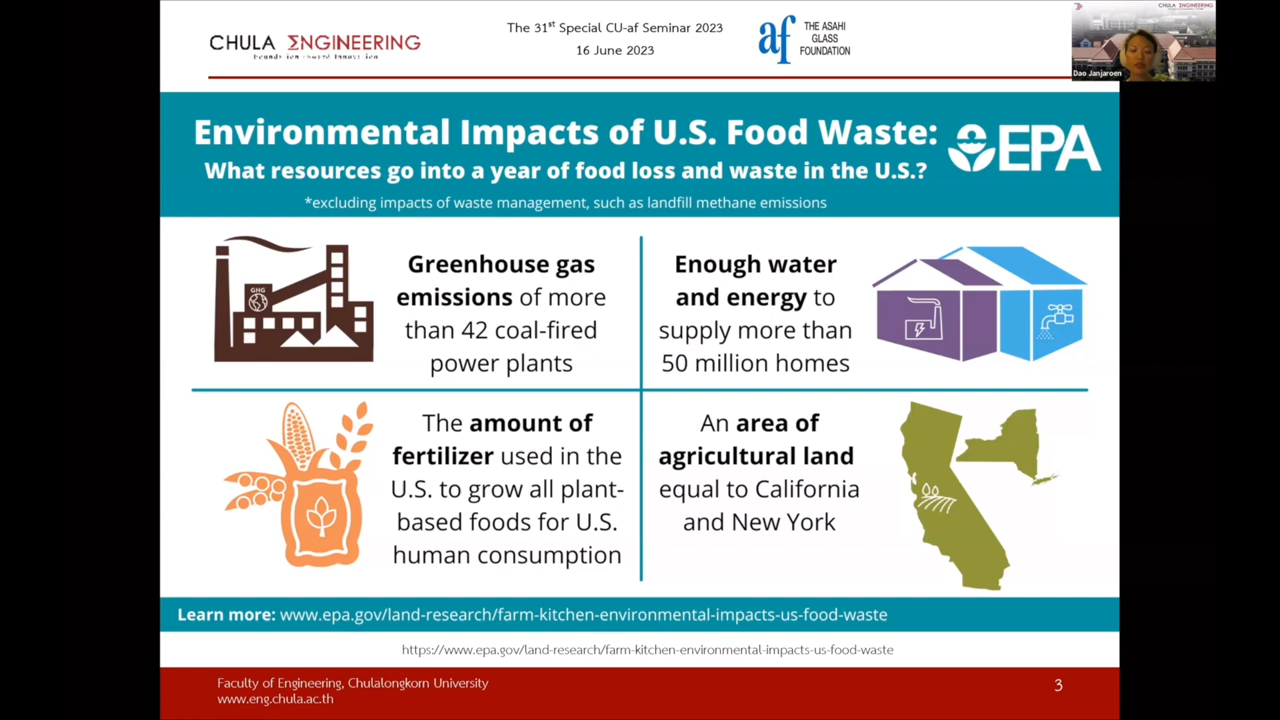 CHULA ΣNGINEERING
Foundation toward Innovation
The 31st Special CU-af Seminar 2023
16 June 2023
af
THE ASAHI
GLASS
FOUNDATION
CHULA ΣNGINEERING
Dao Janjaroen
Environmental Impacts of U.S. Food Waste:
What resources go into a year of food loss and waste in the U.S.?
*excluding impacts of waste management, such as landfill methane emissions
EPA
GHG
Greenhouse gas
emissions of more
than 42 coal-fired
power plants
Enough water
and energy to
supply more than
50 million homes
The amount of
fertilizer used in the
U.S. to grow all plant-
based foods for U.S.
human consumption
An area of
agricultural land
equal to California
and New York
Learn more: www.epa.gov/land-research/farm-kitchen-environmental-impacts-us-food-waste
https://www.epa.gov/land-research/farm-kitchen-environmental-impacts-us-food-waste
Faculty of Engineering, Chulalongkorn University
www.eng.chula.ac.th
3